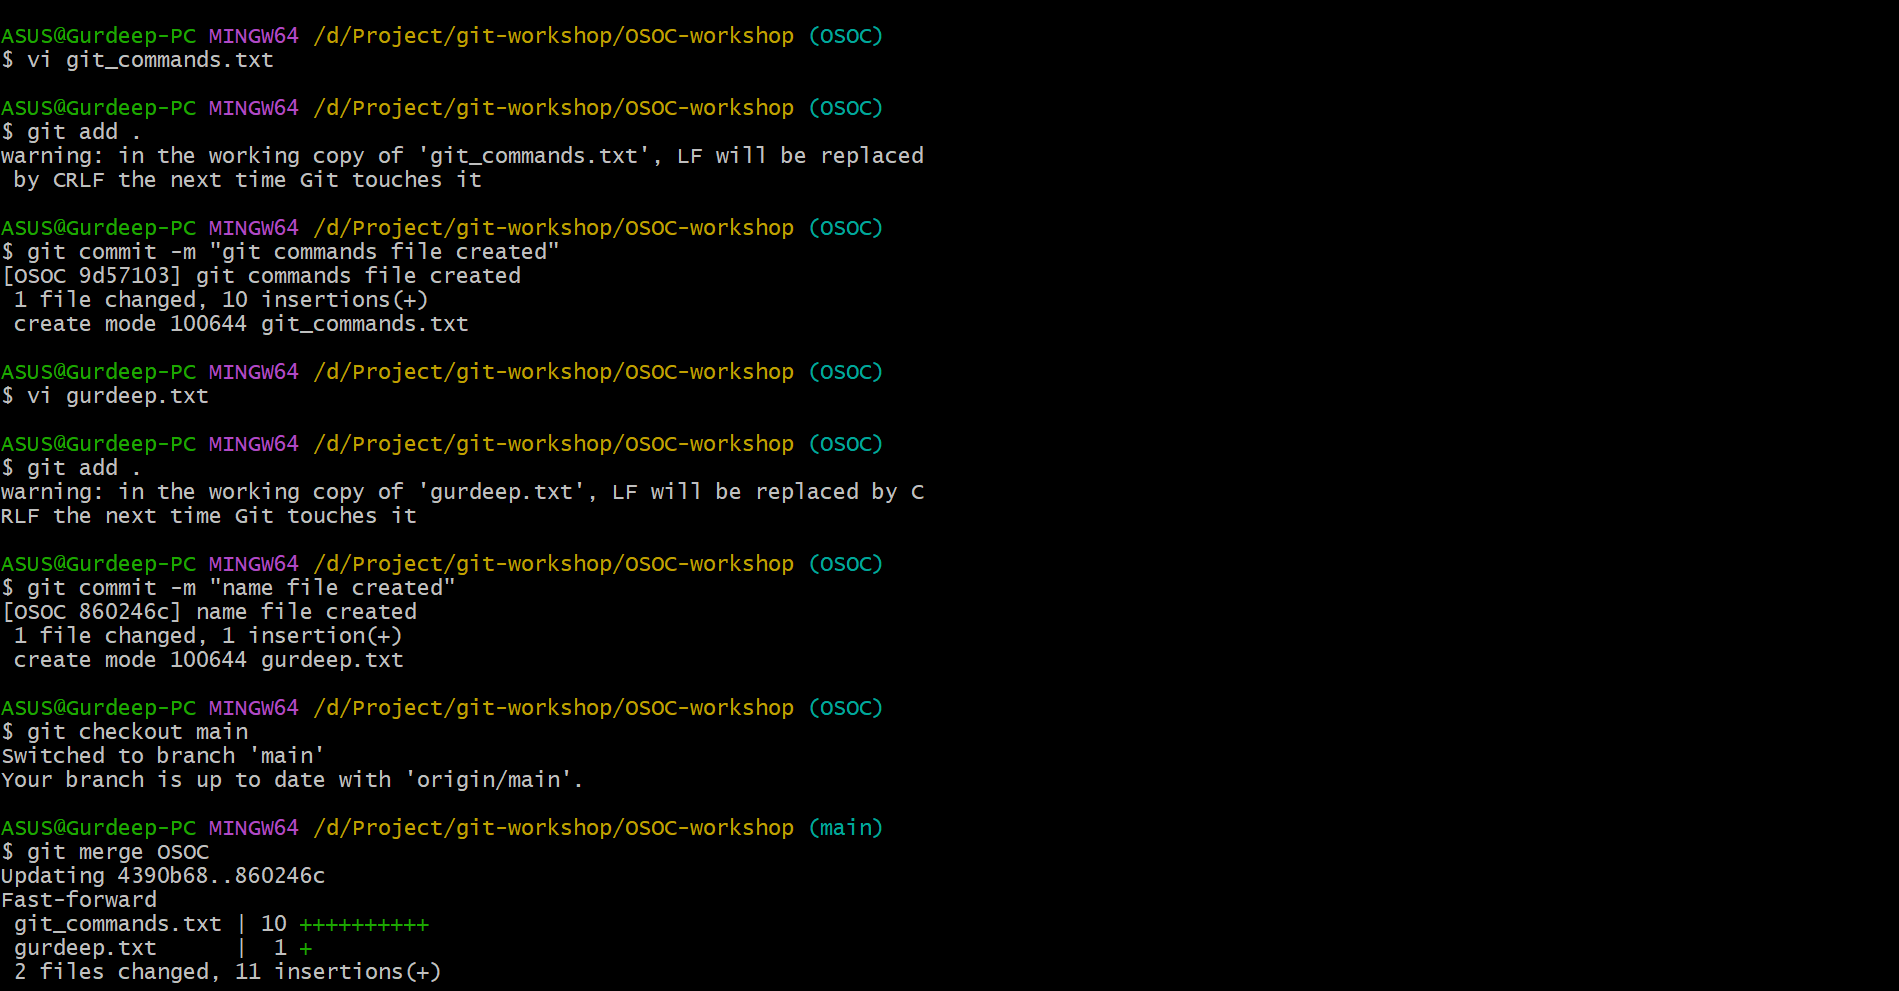 ASUS@Gurdeep-PC MINGW64 /d/Project/git-workshop/OSOC-workshop (OSOC)
$ vi git_commands.txt
ASUS@Gurdeep-PC MINGW64 /d/Project/git-workshop/OSOC-workshop (OSOC)
$ git add .
warning: in the working copy of 'git_commands.txt', LF will be replaced
 by CRLF the next time Git touches it
ASUS@Gurdeep-PC MINGW64 /d/Project/git-workshop/OSOC-workshop (OSOC)
$ git commit -m "git commands file created"
[OSOC 9d57103] git commands file created
 1 file changed, 10 insertions(+)
 create mode 100644 git_commands.txt
ASUS@Gurdeep-PC MINGW64 /d/Project/git-workshop/OSOC-workshop (OSOC)
$ vi gurdeep.txt
ASUS@Gurdeep-PC MINGW64 /d/Project/git-workshop/OSOC-workshop (OSOC)
$ git add .
warning: in the working copy of 'gurdeep.txt', LF will be replaced by C
RLF the next time Git touches it
ASUS@Gurdeep-PC MINGW64 /d/Project/git-workshop/OSOC-workshop (OSOC)
$ git commit -m "name file created"
[OSOC 860246c] name file created
 1 file changed, 1 insertion(+)
 create mode 100644 gurdeep.txt
ASUS@Gurdeep-PC MINGW64 /d/Project/git-workshop/OSOC-workshop (OSOC)
$ git checkout main
Switched to branch 'main'
Your branch is up to date with 'origin/main'.
ASUS@Gurdeep-PC MINGW64 /d/Project/git-workshop/OSOC-workshop (main)
$ git merge OSOC
Updating 4390b68..860246c
Fast-forward
 git_commands.txt | 10 ++++++++++
 gurdeep.txt      |  1 +
 2 files changed, 11 insertions(+)